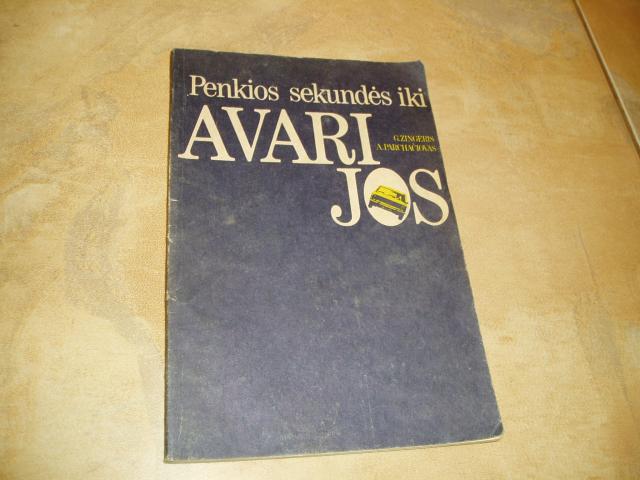 Penkios sekundės iki
AVARI
G. ZINGERIS
A. PARCHAČIOVAS
JOS